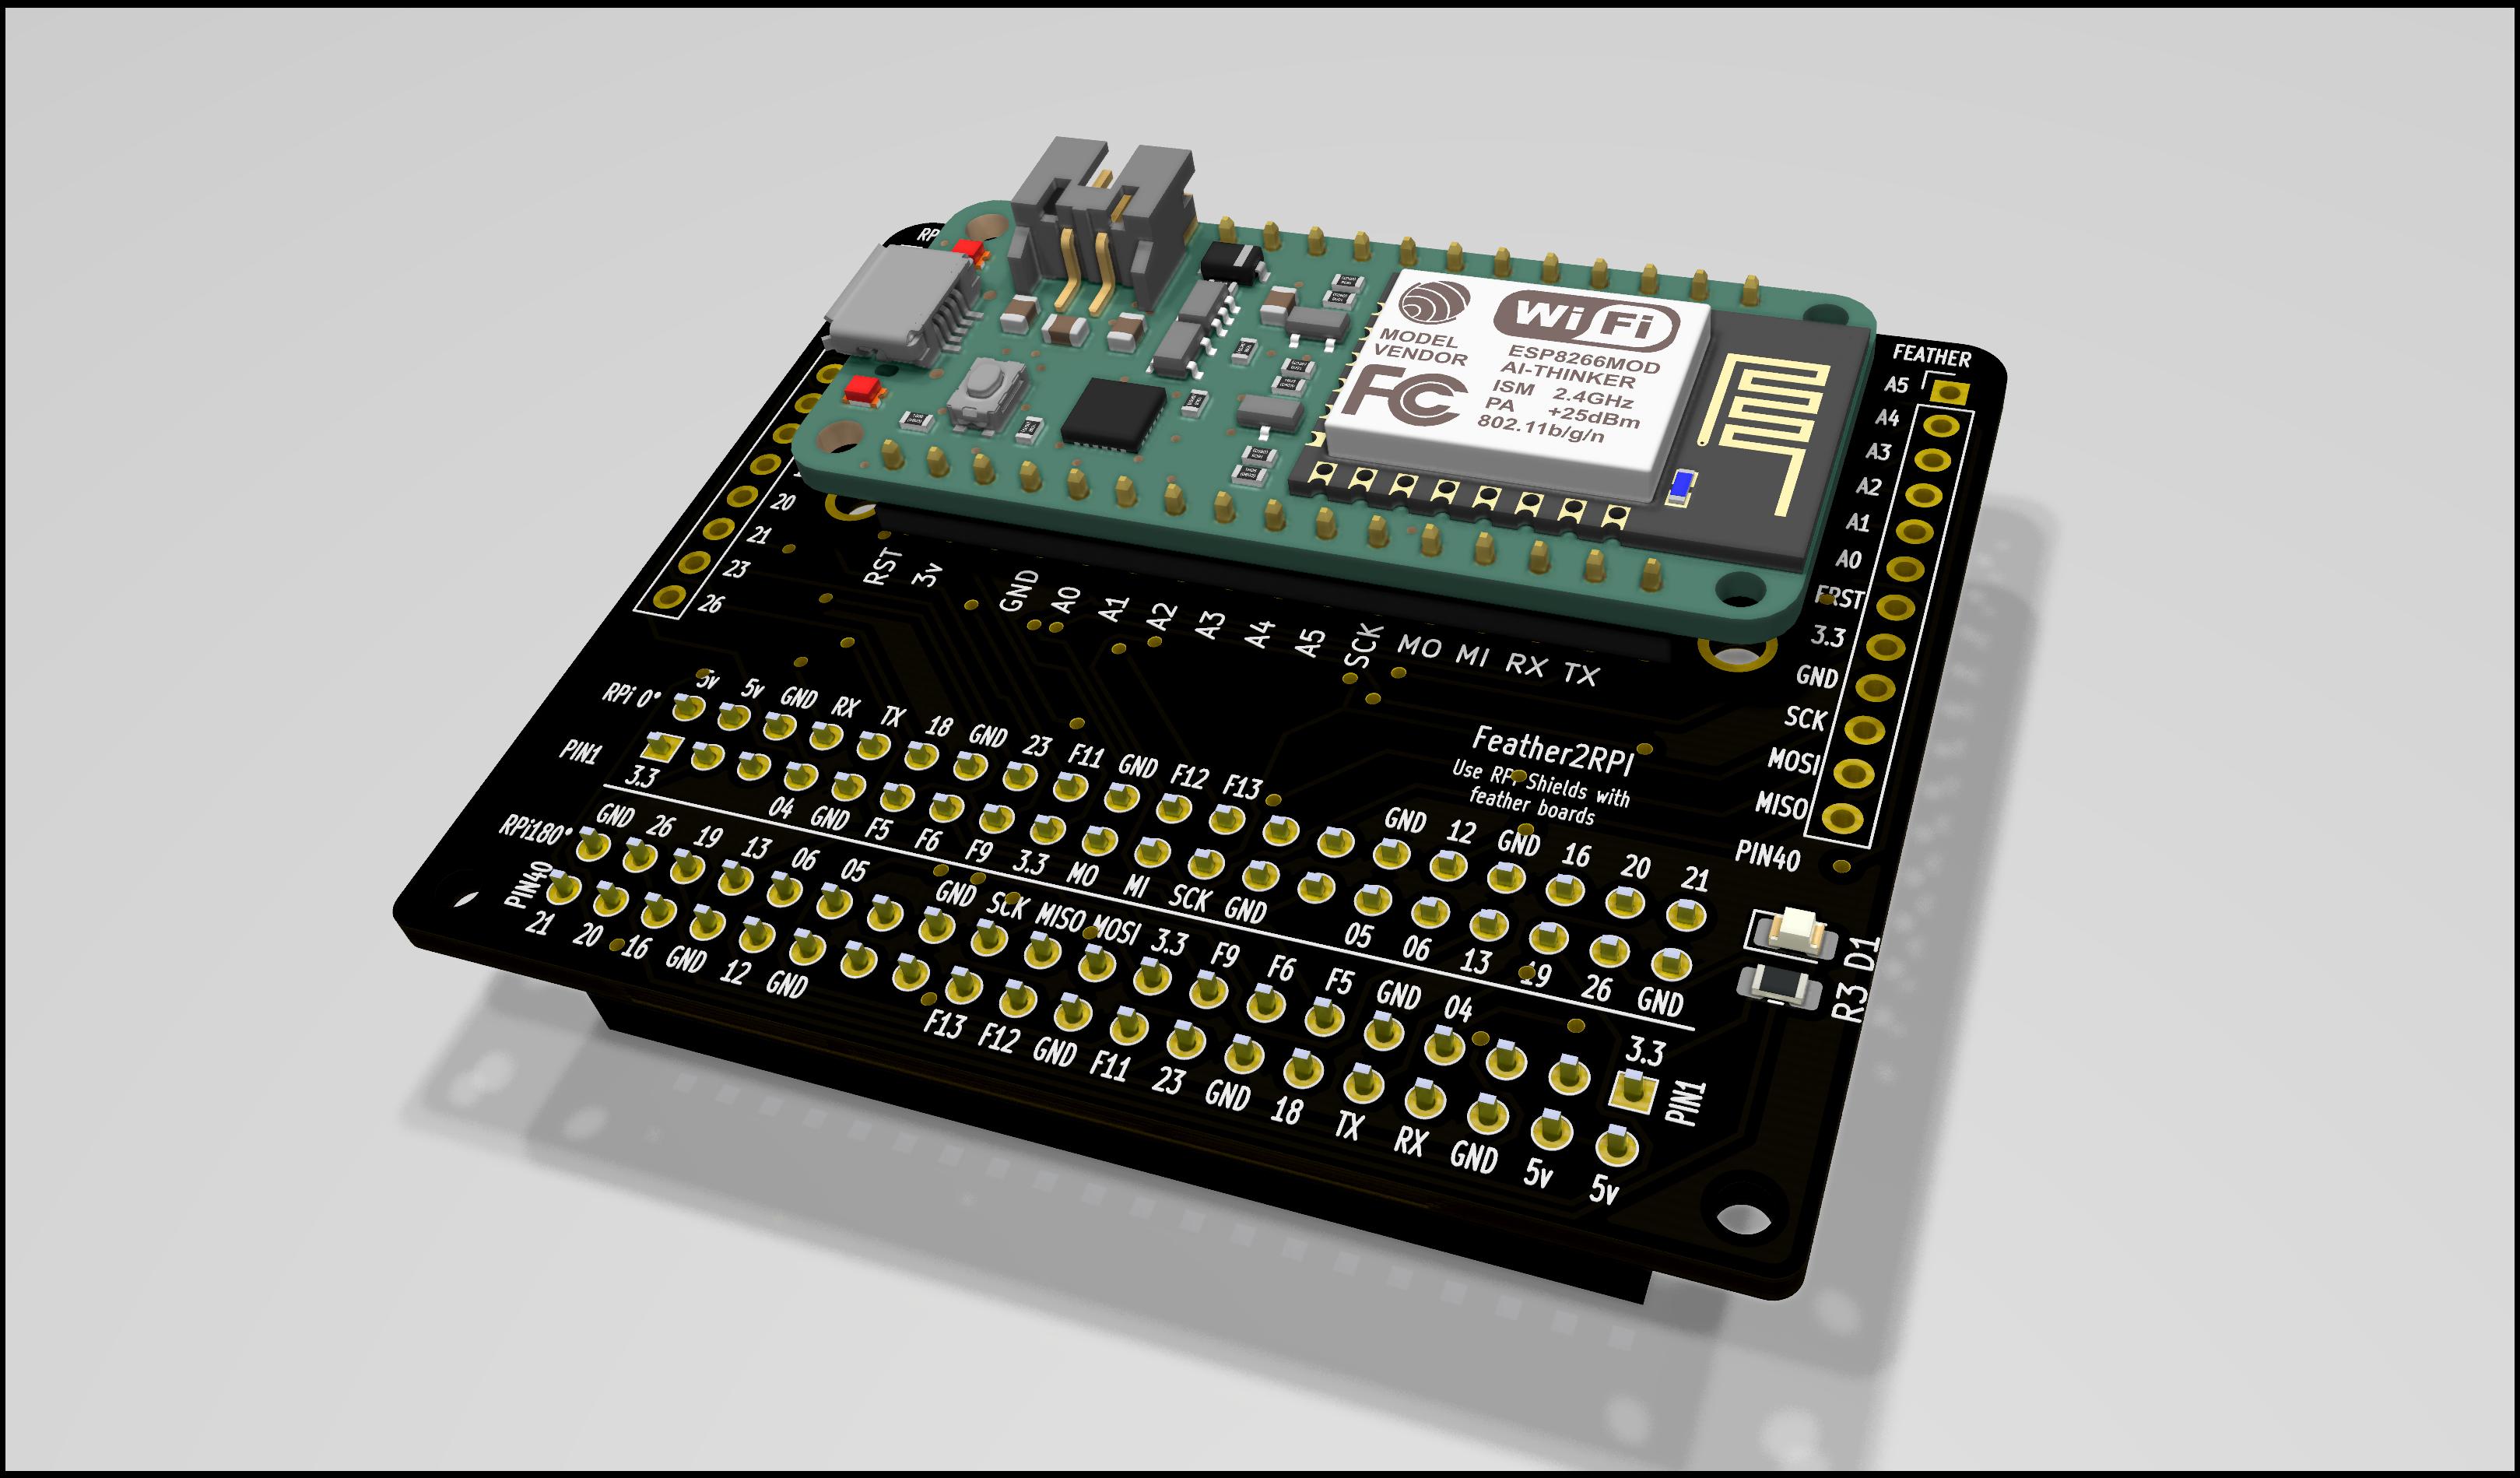 RP
WiFi
MODEL
VENDOR
FC
ESP8266MOD
AI-THINKER
ISM 2.4GHz
PA +25dBm
802.11b/g/n
FEATHER
A5
A4
A3
A2
A1
A0
FRST
3.3
GND
SCK
MOSI
MISO
20
21
23
26
RST 3v GND A0 A1 A2 A3 A4 A5 SCK MO MI RX TX
Feather2RPI
Use RPi Shields with
feather boards
RPi 0° 5v 5v GND RX TX 18 GND 23 F11 GND F12 F13 GND 12 GND 16 20 21 PIN40
PIN1
3.3 04 GND F5 F6 F9 3.3 MO MI SCK GND 05 06 13 19 26 GND
RPi180° GND 26 19 13 06 05 GND SCK MISO MOSI 3.3 F9 F6 F5 GND 04 3.3
PIN40
PIN1
21 20 16 GND 12 GND F13 F12 GND F11 23 GND 18 TX RX GND 5v 5v
D1
R3